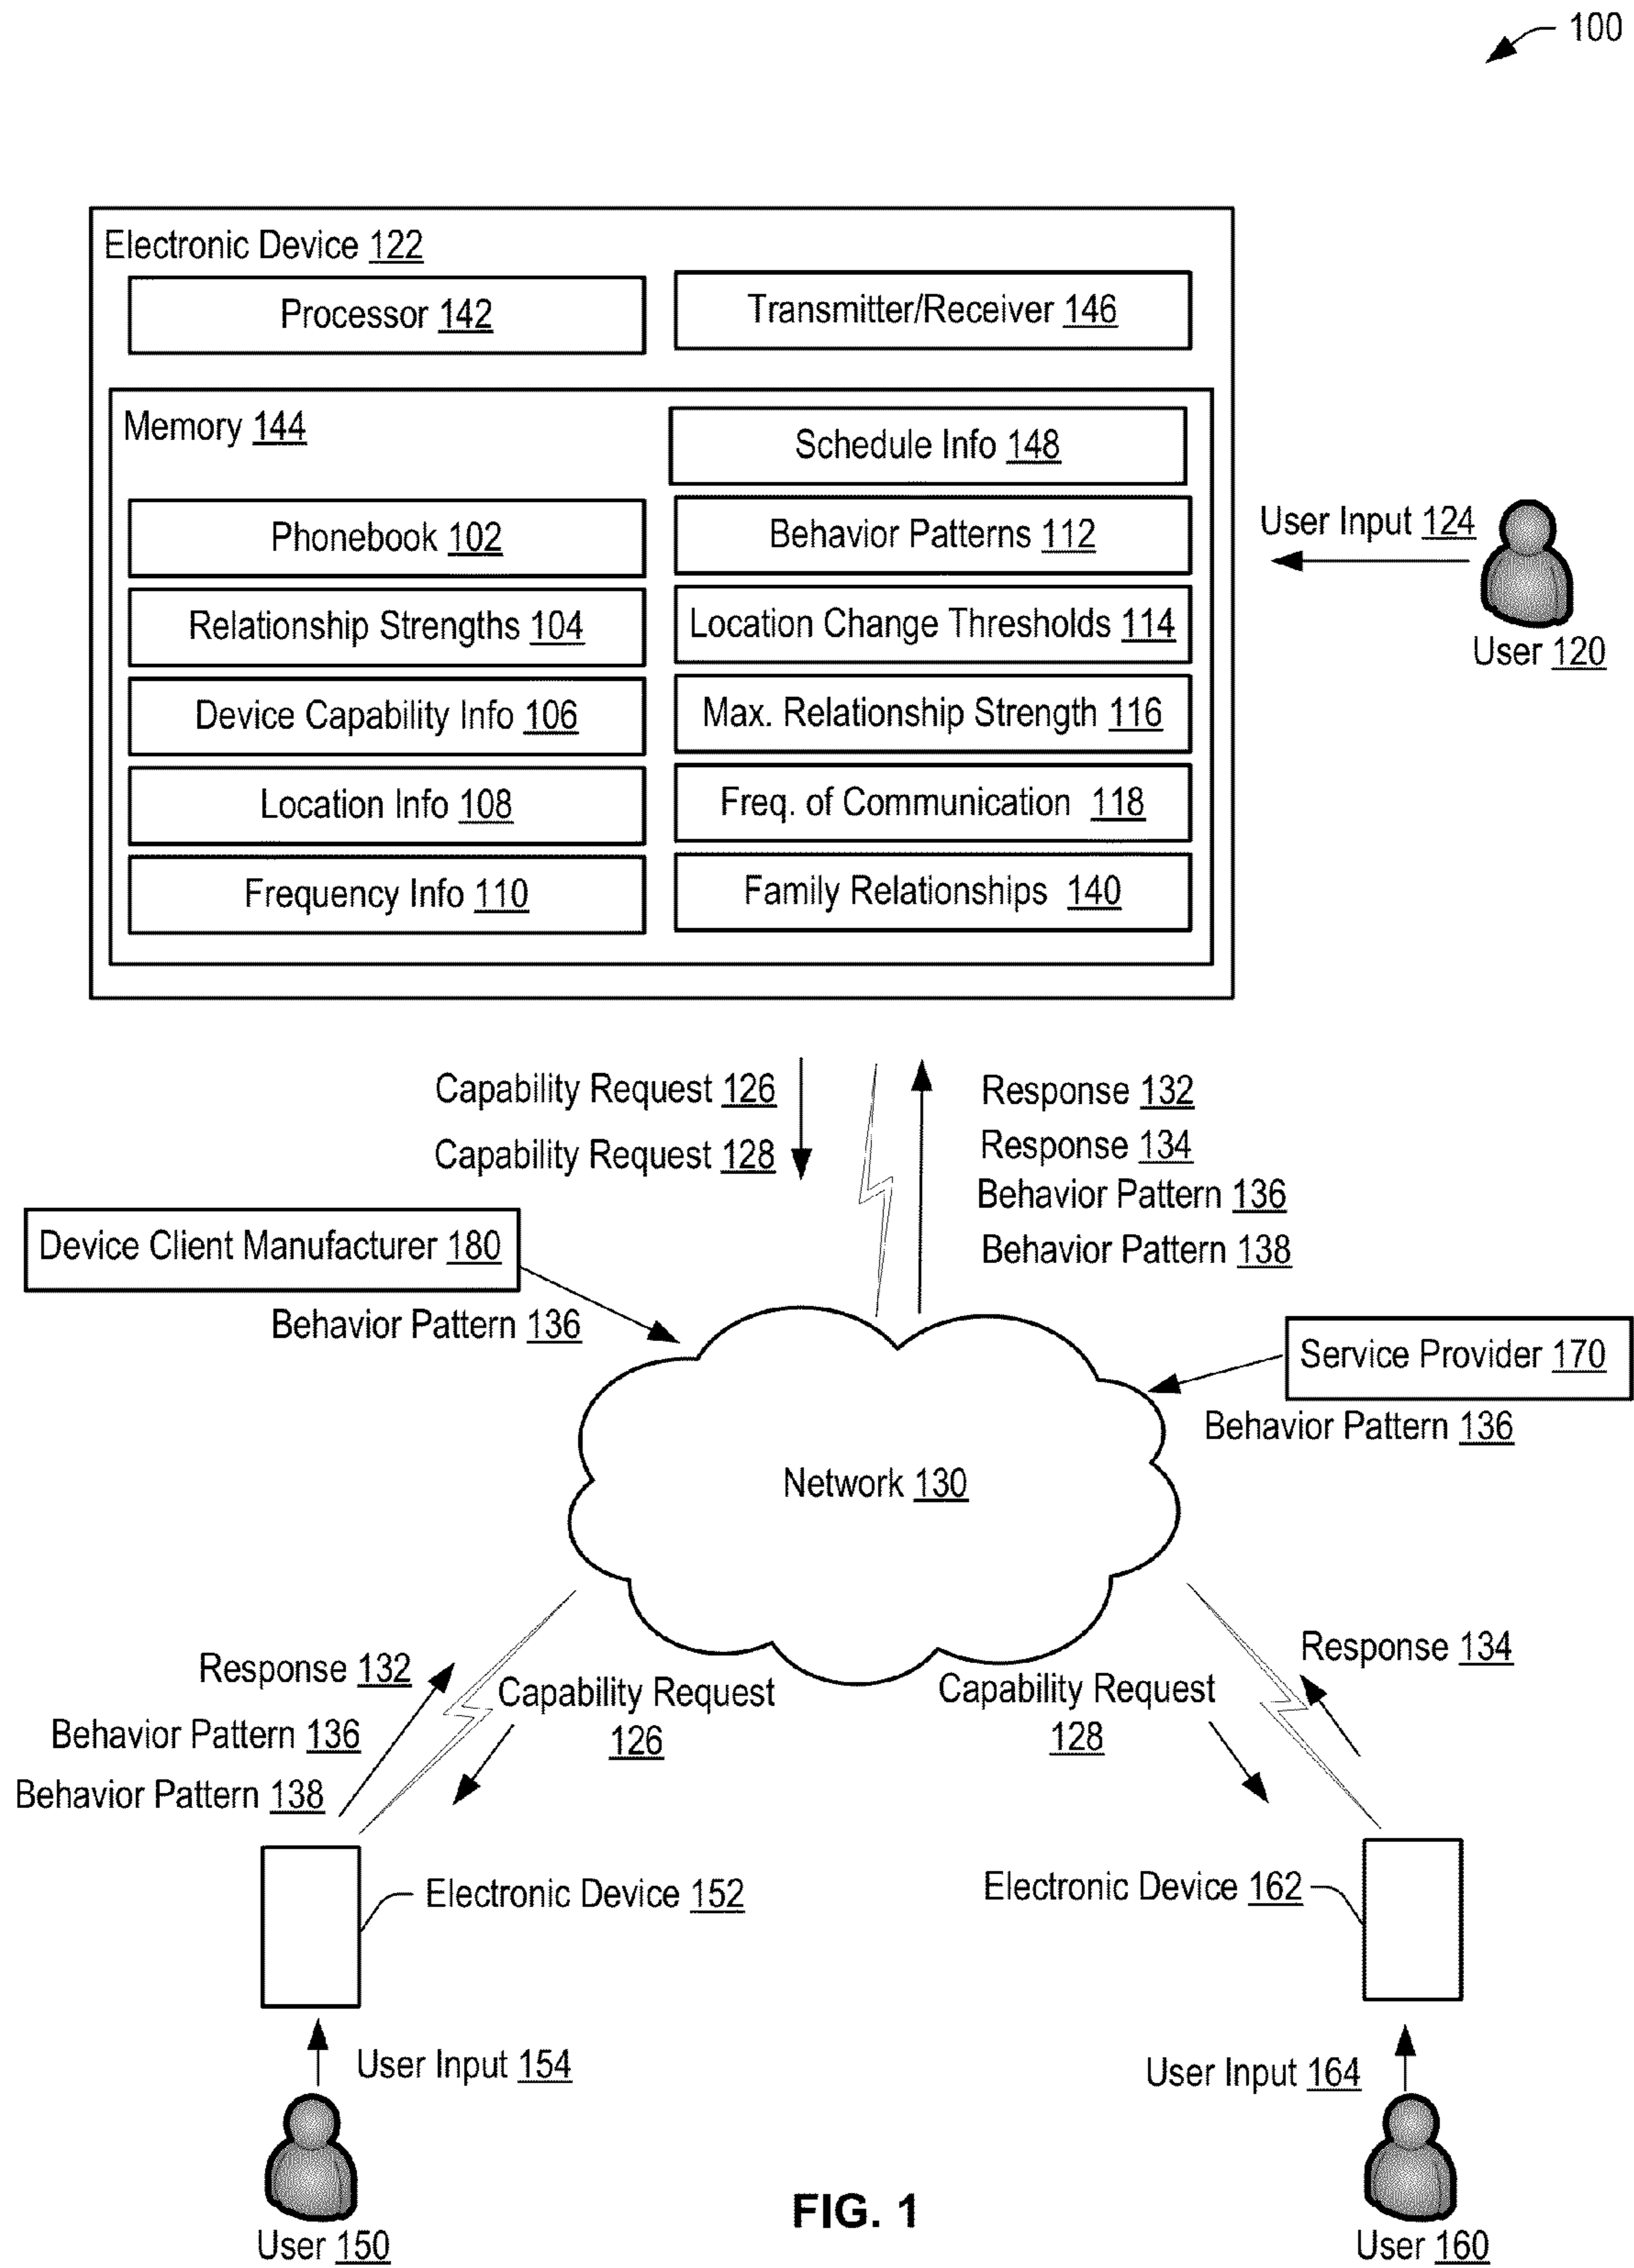 100
Electronic Device 122
Processor 142
Transmitter/Receiver 146
Memory 144
Schedule Info 148
Phonebook 102
Behavior Patterns 112
Relationship Strengths 104
Location Change Thresholds 114
Device Capability Info 106
Max. Relationship Strength 116
Location Info 108
Freq. of Communication 118
Frequency Info 110
Family Relationships 140
User Input 124
User 120
Capability Request 126
Capability Request 128
Response 132
Response 134
Behavior Pattern 136
Behavior Pattern 138
Device Client Manufacturer 180
Behavior Pattern 136
Service Provider 170
Behavior Pattern 136
Network 130
Response 132
Behavior Pattern 136
Behavior Pattern 138
Capability Request
126
Capability Request
128
Response 134
Electronic Device 152
Electronic Device 162
User Input 154
User Input 164
User 150
User 160
FIG. 1